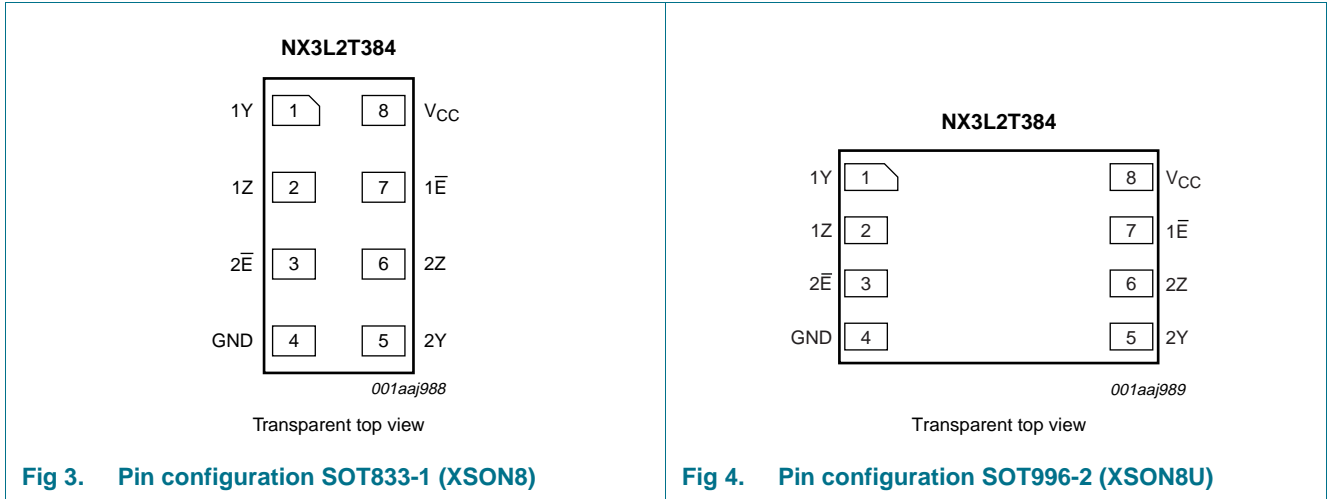 NX3L2T384
1Y 1 8 VCC
1Z 2 7 1E̅
2E̅ 3 6 2Z
GND 4 5 2Y
001aaj988
Transparent top view
Fig 3. Pin configuration SOT833-1 (XSON8)
NX3L2T384
1Y 1 8 VCC
1Z 2 7 1E̅
2E̅ 3 6 2Z
GND 4 5 2Y
001aaj989
Transparent top view
Fig 4. Pin configuration SOT996-2 (XSON8U)